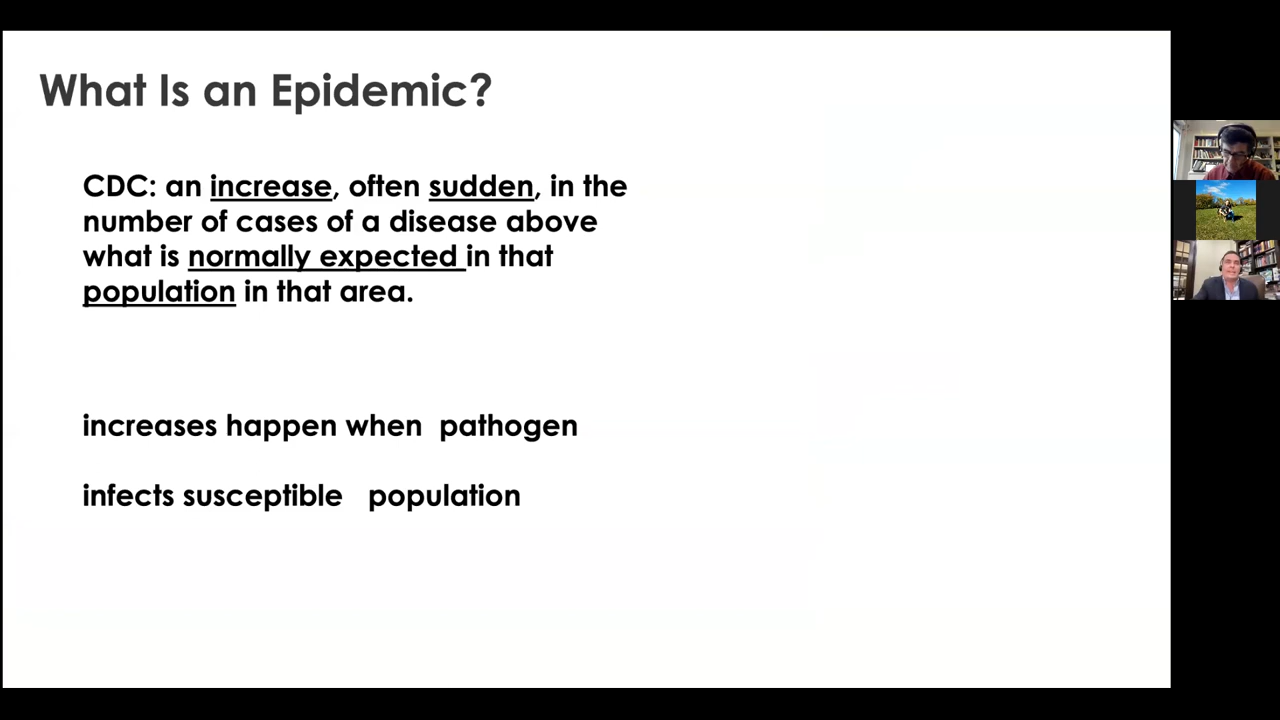 What Is an Epidemic?
CDC: an increase, often sudden, in the
number of cases of a disease above
what is normally expected in that
population in that area.
increases happen when pathogen
infects susceptible population